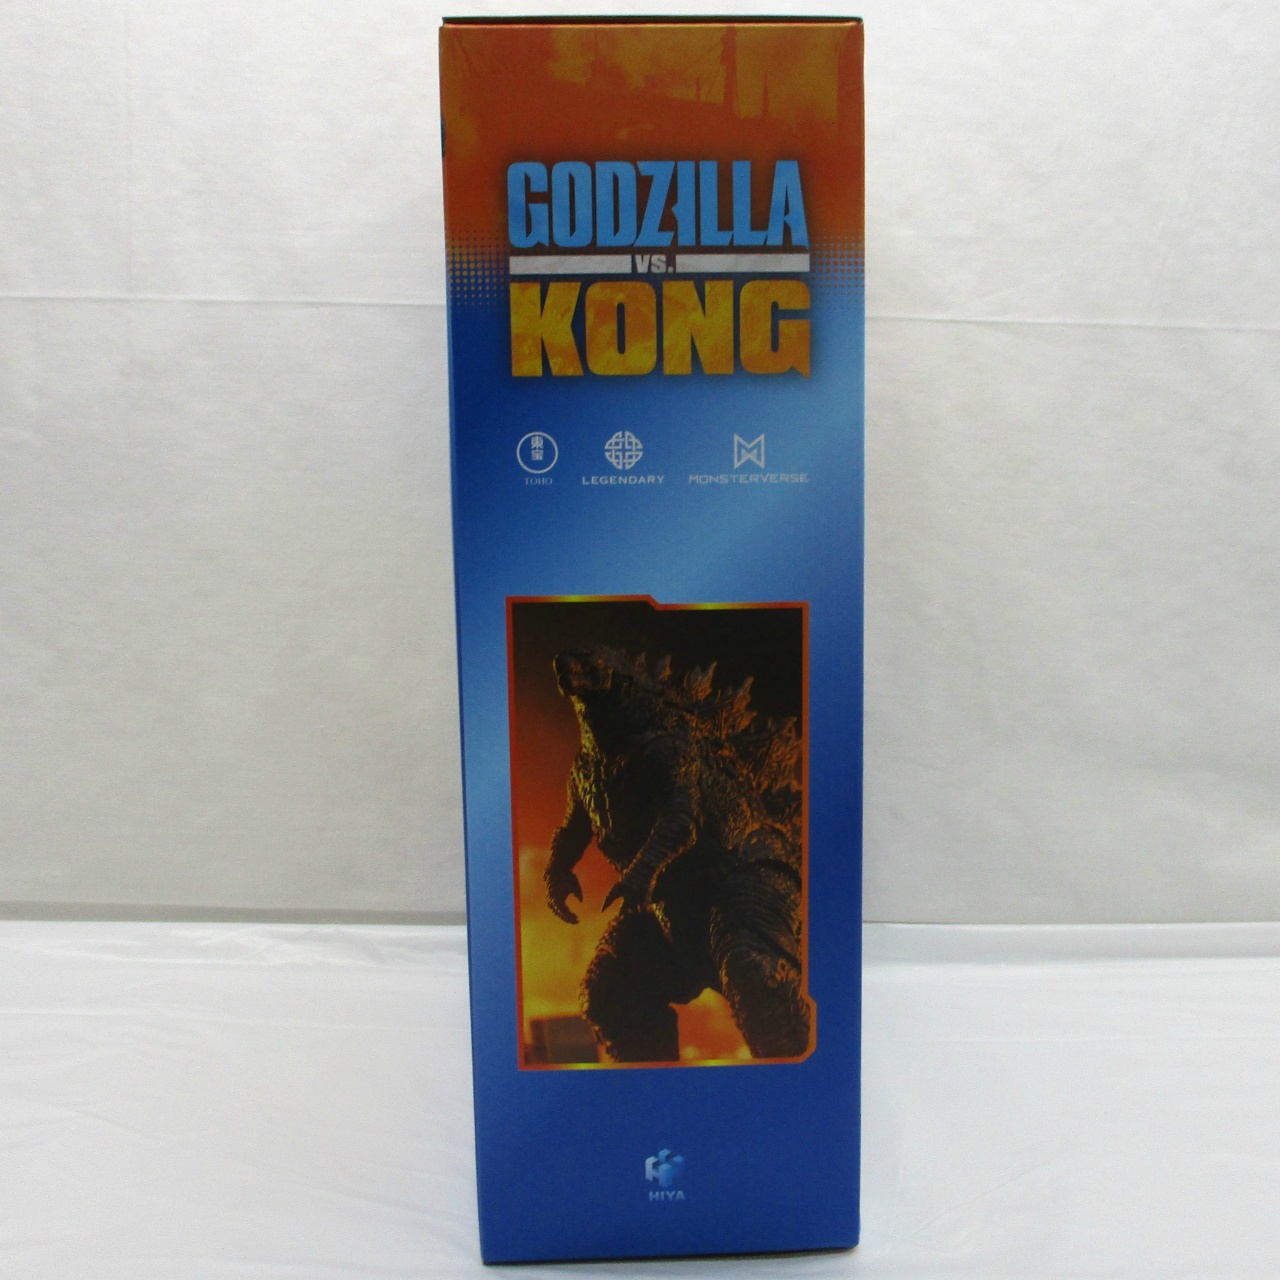 GODZILLA
VS.
KONG
東宝
TOHO
LEGENDARY
MONSTERVERSE
HIYA